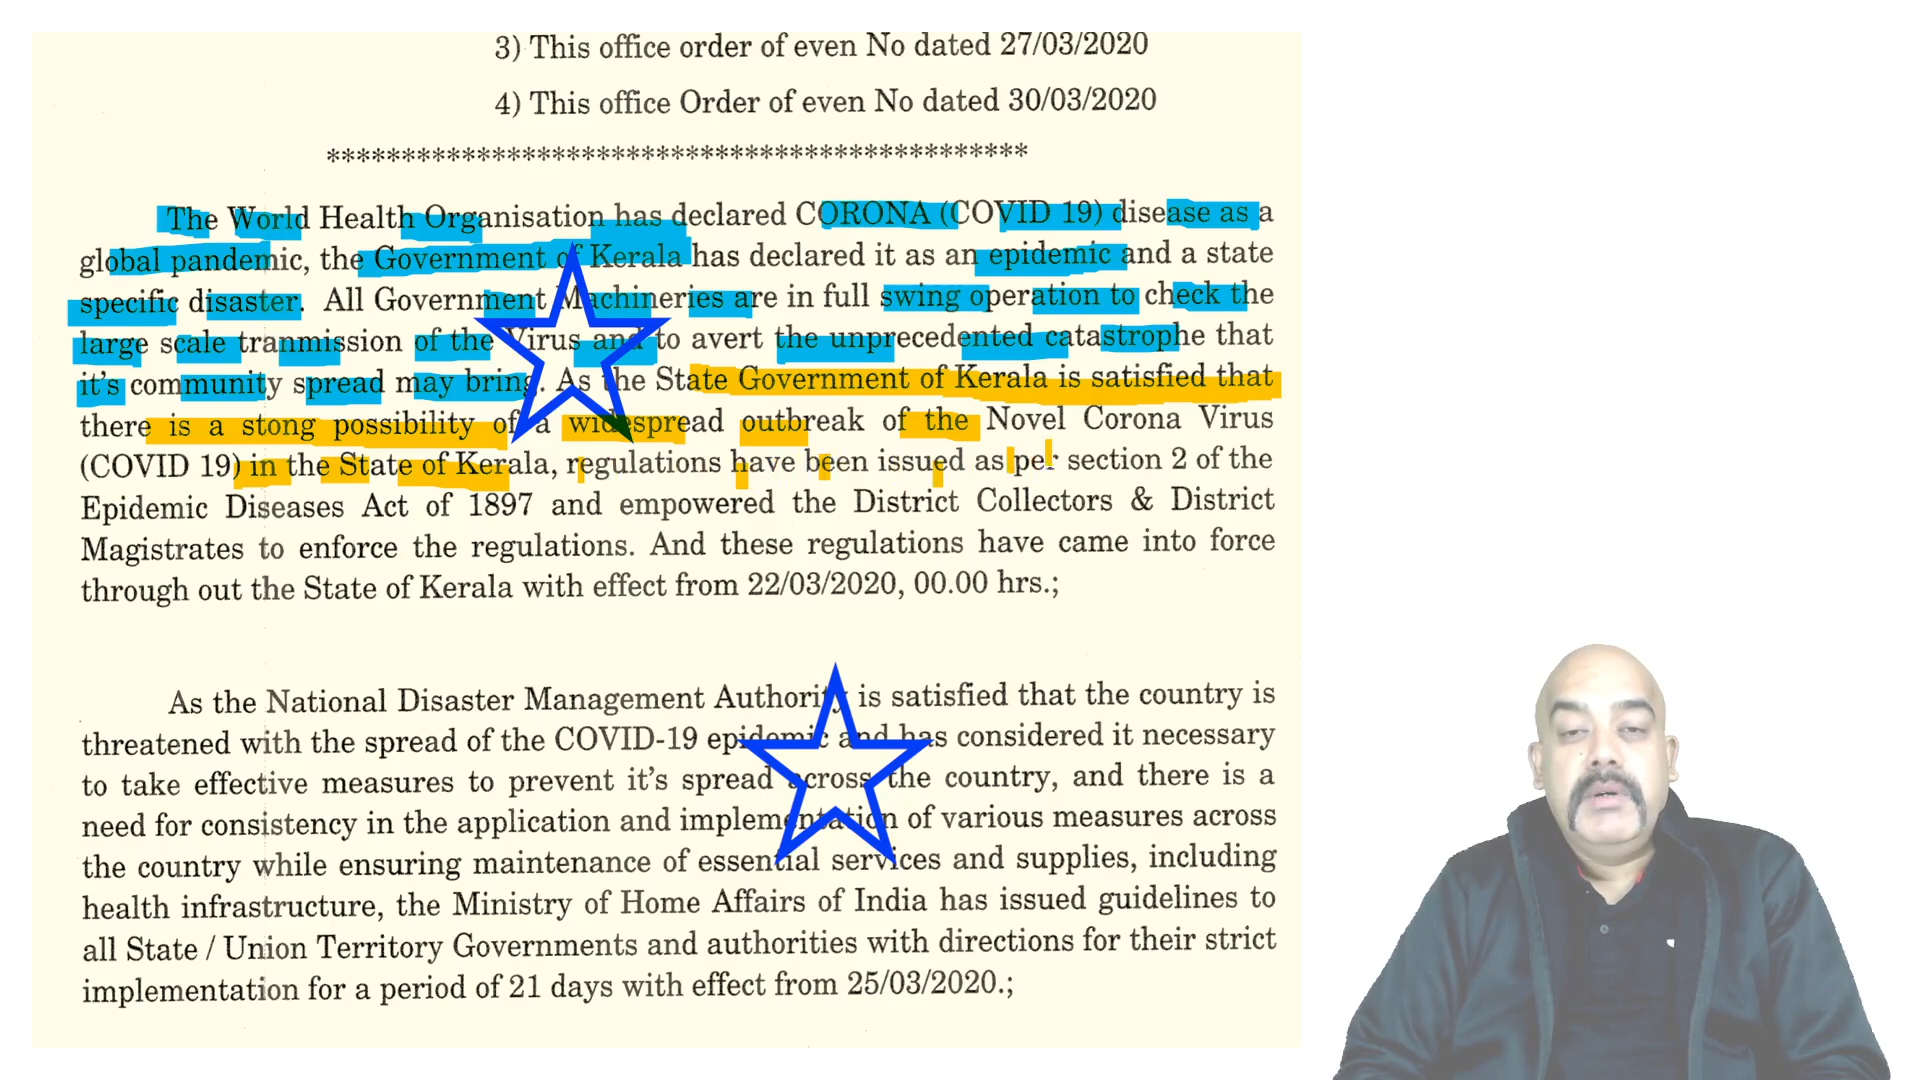 3) This office order of even No dated 27/03/2020
4) This office Order of even No dated 30/03/2020
***********************************************
The World Health Organisation has declared CORONA (COVID 19) disease as a
global pandemic, the Government of Kerala has declared it as an epidemic and a state
specific disaster. All Government Machineries are in full swing operation to check the
large scale tranmission of the Virus and to avert the unprecedented catastrophe that
it's community spread may bring. As the State Government of Kerala is satisfied that
there is a stong possibility of a widespread outbreak of the Novel Corona Virus
(COVID 19) in the State of Kerala, regulations have been issued as per section 2 of the
Epidemic Diseases Act of 1897 and empowered the District Collectors & District
Magistrates to enforce the regulations. And these regulations have came into force
through out the State of Kerala with effect from 22/03/2020, 00.00 hrs.;
As the National Disaster Management Authority is satisfied that the country is
threatened with the spread of the COVID-19 epidemic and has considered it necessary
to take effective measures to prevent it's spread across the country, and there is a
need for consistency in the application and implementation of various measures across
the country while ensuring maintenance of essential services and supplies, including
health infrastructure, the Ministry of Home Affairs of India has issued guidelines to
all State / Union Territory Governments and authorities with directions for their strict
implementation for a period of 21 days with effect from 25/03/2020.;